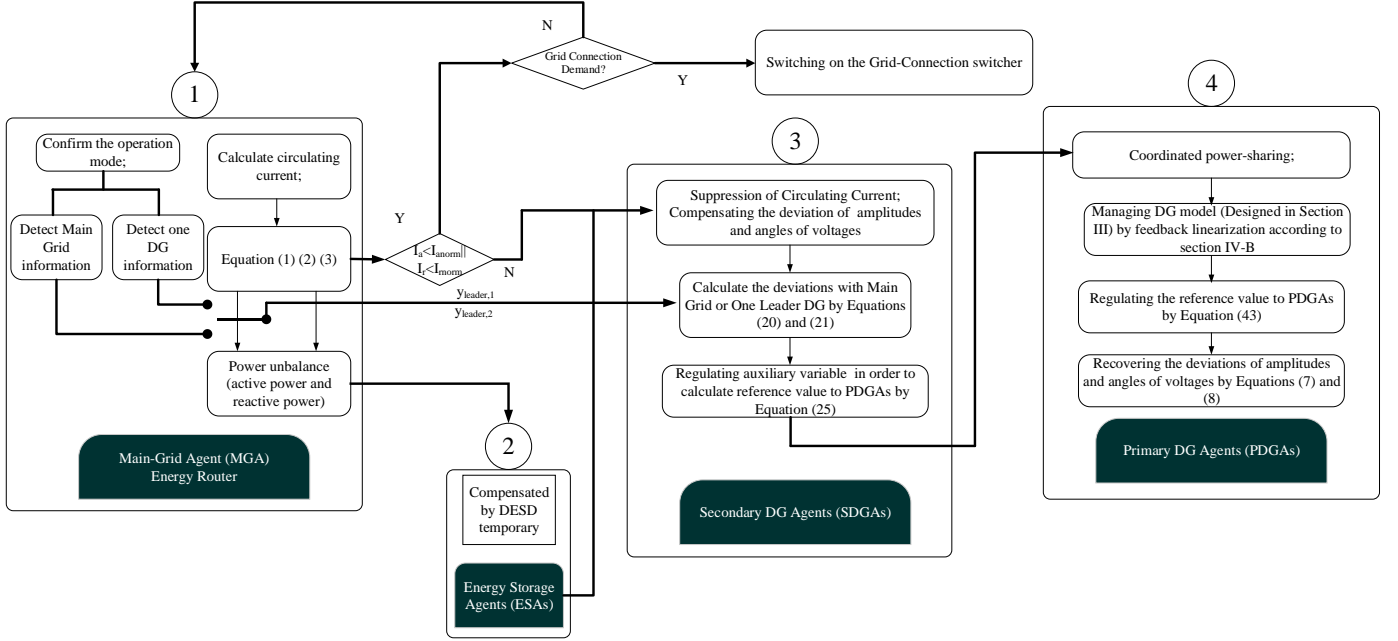 N
Grid Connection
Demand?
Y
Switching on the Grid-Connection switcher
1
Confirm the operation
mode;
Calculate circulating
current;
Detect Main
Grid
information
Detect one
DG
information
Equation (1) (2) (3)
Power unbalance
(active power and
reactive power)
Main-Grid Agent (MGA)
Energy Router
Y
I_a<I_anorm||
I_r<I_rnorm
N
N
y_leader,1
y_leader,2
2
Compensated
by DESD
temporary
Energy Storage
Agents (ESAs)
3
Suppression of Circulating Current;
Compensating the deviation of amplitudes
and angles of voltages
Calculate the deviations with Main
Grid or One Leader DG by Equations
(20) and (21)
Regulating auxiliary variable in order to
calculate reference value to PDGAs by
Equation (25)
Secondary DG Agents (SDGAs)
4
Coordinated power-sharing;
Managing DG model (Designed in Section
III) by feedback linearization according to
section IV-B
Regulating the reference value to PDGAs
by Equation (43)
Recovering the deviations of amplitudes
and angles of voltages by Equations (7) and
(8)
Primary DG Agents (PDGAs)